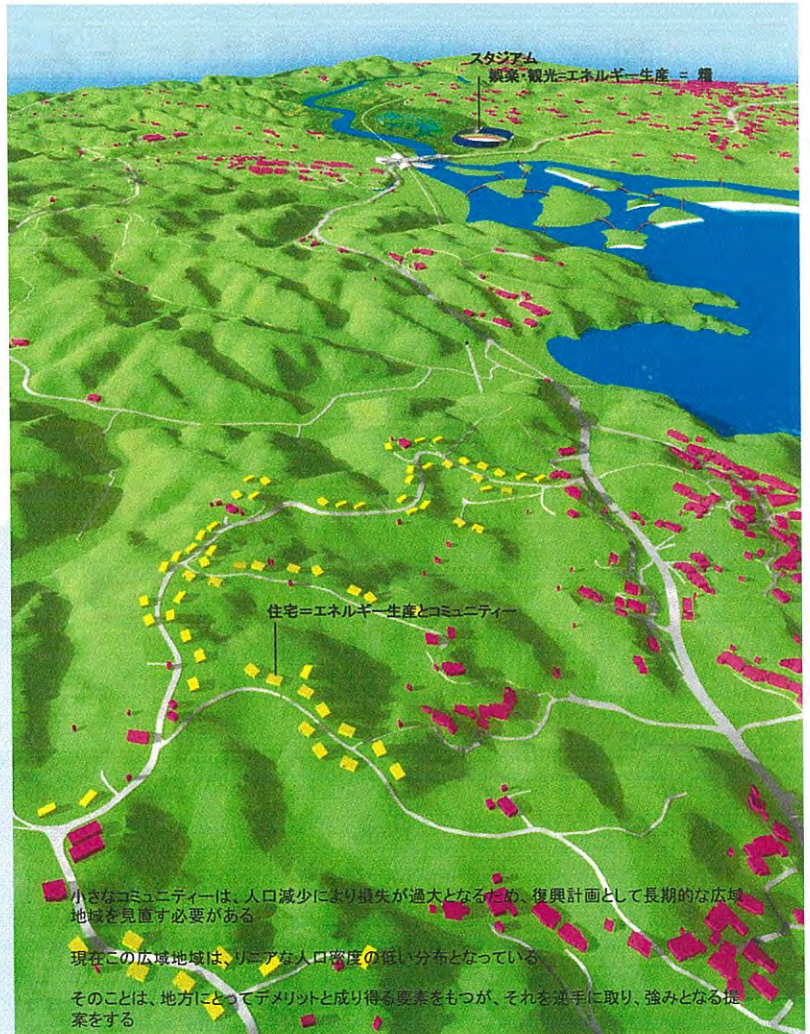 スタジアム
娯楽・観光=エネルギー生産 = 糧
住宅=エネルギー生産とコミュニティー
小さなコミュニティーは、人口減少により損失が過大となるため、復興計画として長期的な広域
地域を見直す必要がある
現在この広域地域は、リニアな人口密度の低い分布となっている
そのことは、地方にとってデメリットと成り得る要素をもつが、それを逆手に取り、強みとなる提
案をする